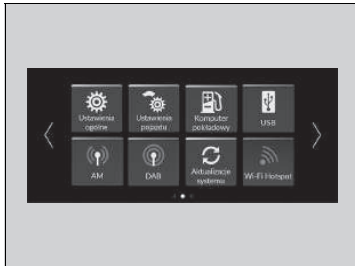 Ustawienia
ogólne
Ustawienia
pojazdu
Komputer
pokładowy
USB
AM
DAB
Aktualizacje
systemu
Wi-Fi Hotspot